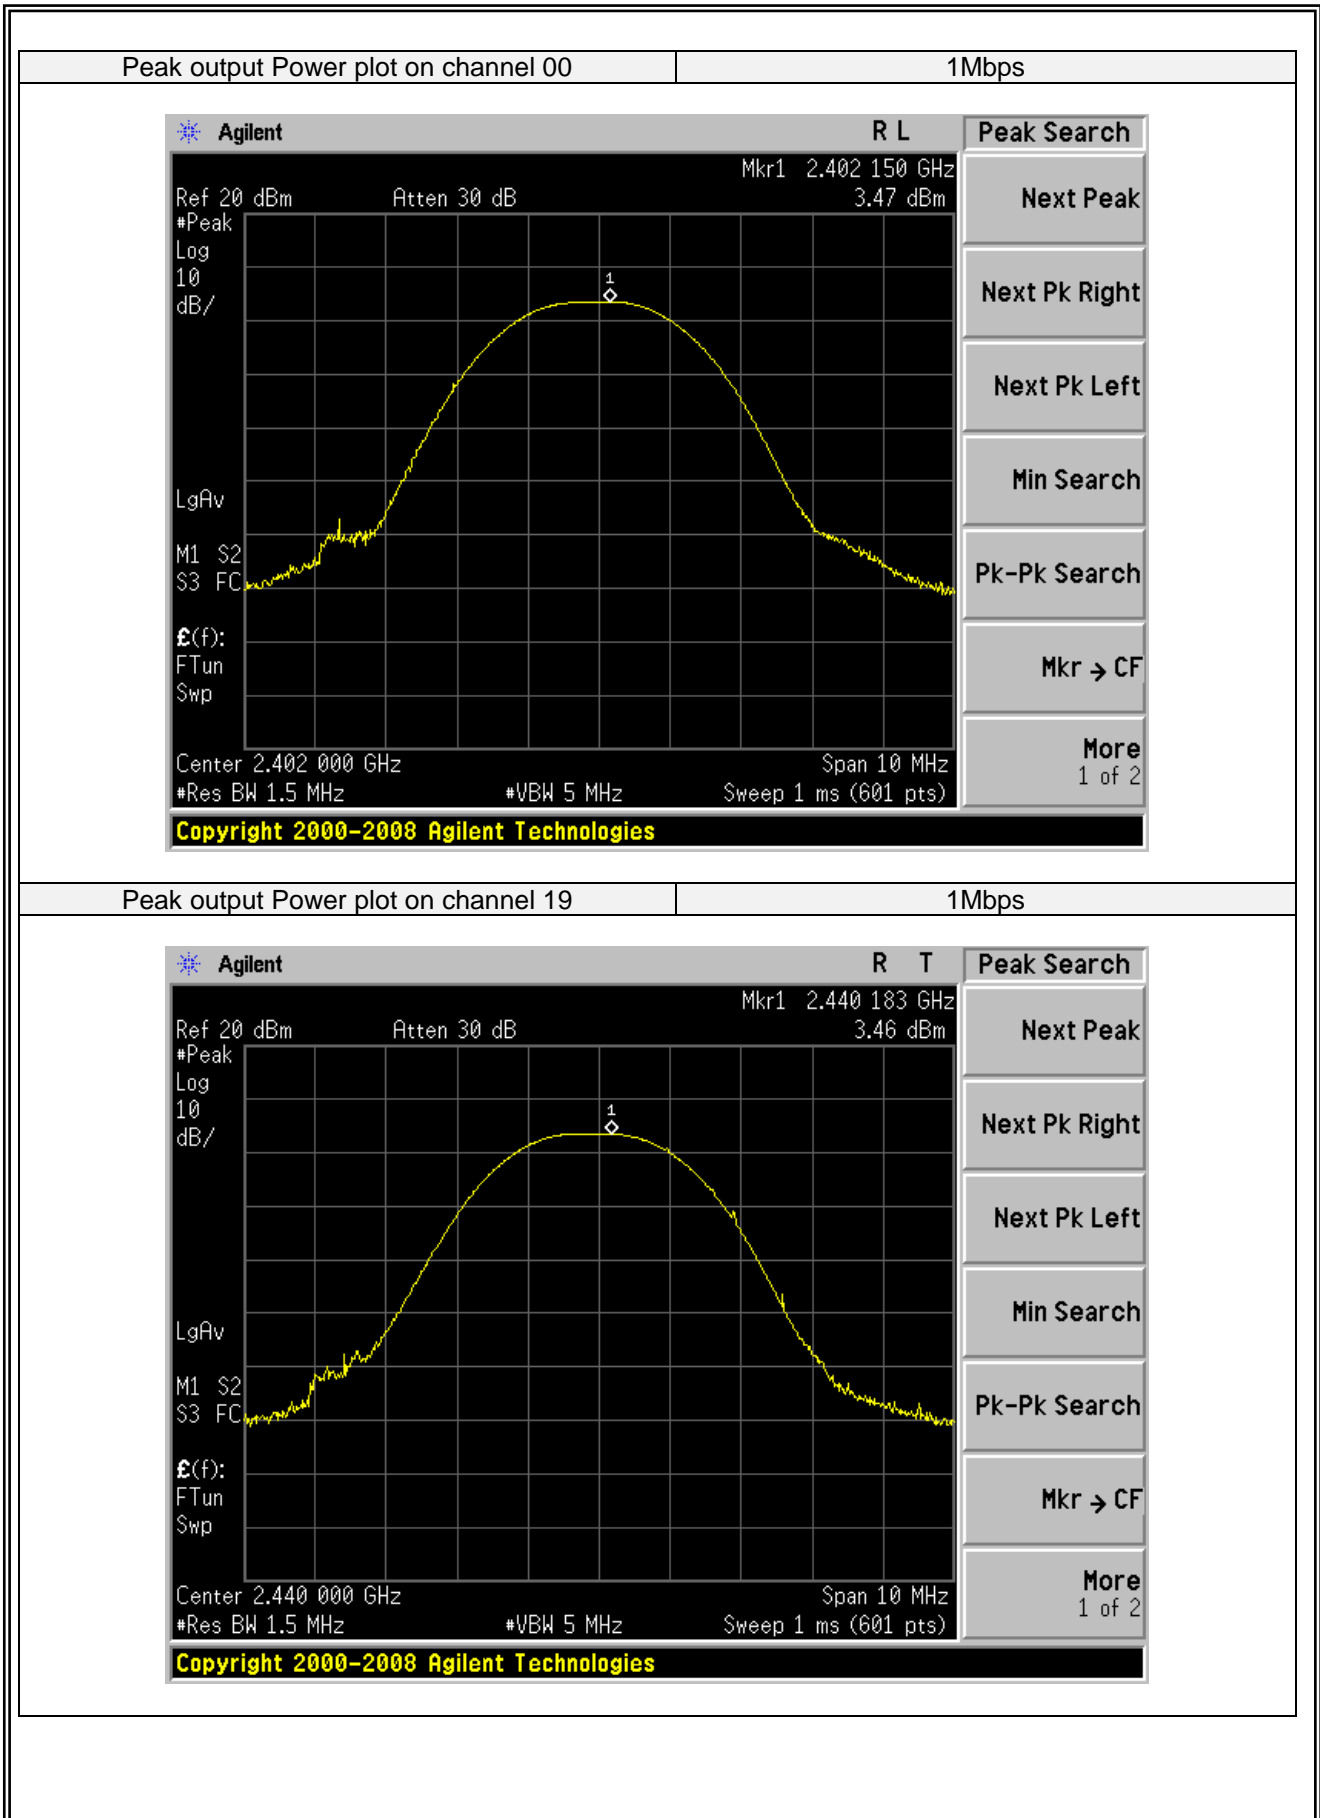 Peak output Power plot on channel 00 1Mbps
Agilent R L Peak Search
Mkr1 2.402 150 GHz
Ref 20 dBm Atten 30 dB 3.47 dBm
Next Peak
#Peak
Log
10
dB/
1
Next Pk Right
Next Pk Left
Min Search
LgAv
M1 S2
S3 FC
Pk-Pk Search
£(f):
FTun
Swp
Mkr → CF
Center 2.402 000 GHz Span 10 MHz
#Res BW 1.5 MHz #VBW 5 MHz Sweep 1 ms (601 pts)
More
1 of 2
Copyright 2000-2008 Agilent Technologies
Peak output Power plot on channel 19 1Mbps
Agilent R T Peak Search
Mkr1 2.440 183 GHz
Ref 20 dBm Atten 30 dB 3.46 dBm
Next Peak
#Peak
Log
10
dB/
1
Next Pk Right
Next Pk Left
Min Search
LgAv
M1 S2
S3 FC
Pk-Pk Search
£(f):
FTun
Swp
Mkr → CF
Center 2.440 000 GHz Span 10 MHz
#Res BW 1.5 MHz #VBW 5 MHz Sweep 1 ms (601 pts)
More
1 of 2
Copyright 2000-2008 Agilent Technologies